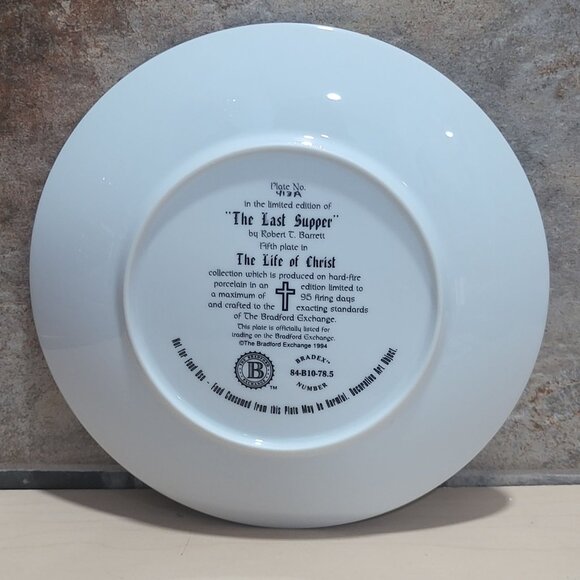 Plate No.
413A
in the limited edition of
"The Last Supper"
by Robert T. Barrett
Fifth plate in
The Life of Christ
collection which is produced on hard-fire
porcelain in an edition limited to
a maximum of 95 firing days
and crafted to the exacting standards
of The Bradford Exchange.
This plate is officially listed for
trading on the Bradford Exchange.
©The Bradford Exchange 1994
B
TM
BRADEX™
84-B10-78.5
NUMBER
Not for Food Use - Food Consumed from this Plate May be Harmful. Decorative Art Object.